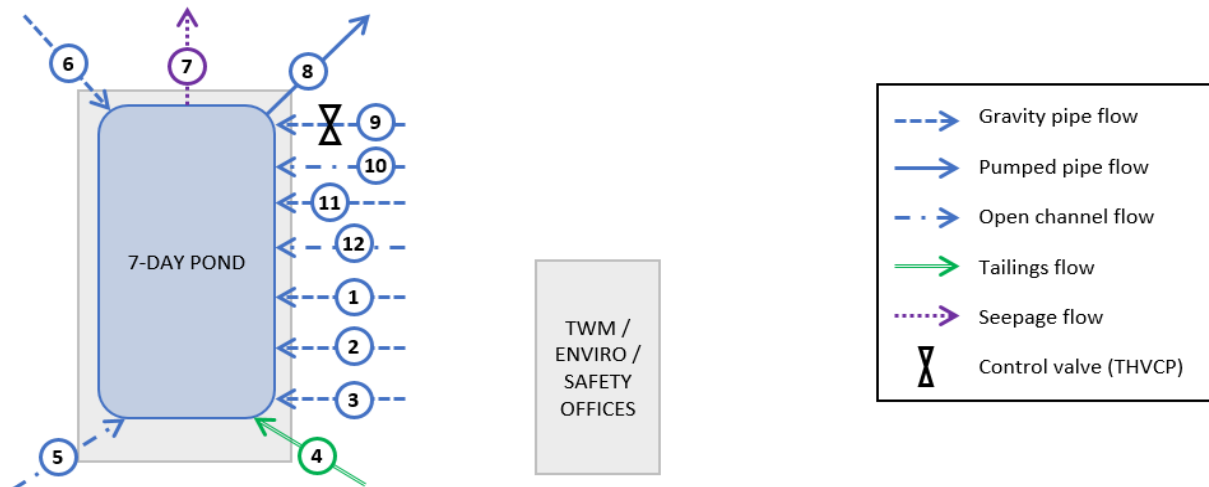 6
7
8
9
10
11
12
7-DAY POND
1
2
3
4
5
TWM /
ENVIRO /
SAFETY
OFFICES
Gravity pipe flow
Pumped pipe flow
Open channel flow
Tailings flow
Seepage flow
Control valve (THVCP)